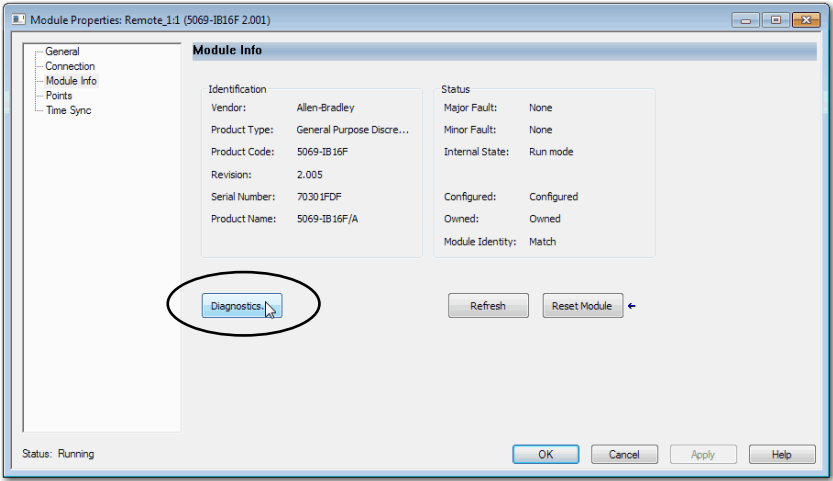 Module Properties: Remote_1:1 (5069-IB16F 2.001)
General
Connection
Module Info
Points
Time Sync
Module Info
Identification
Vendor: Allen-Bradley
Product Type: General Purpose Discre...
Product Code: 5069-IB16F
Revision: 2.005
Serial Number: 70301FDF
Product Name: 5069-IB16F/A
Status
Major Fault: None
Minor Fault: None
Internal State: Run mode
Configured: Configured
Owned: Owned
Module Identity: Match
Diagnostics..
Refresh
Reset Module
Status: Running
OK
Cancel
Apply
Help